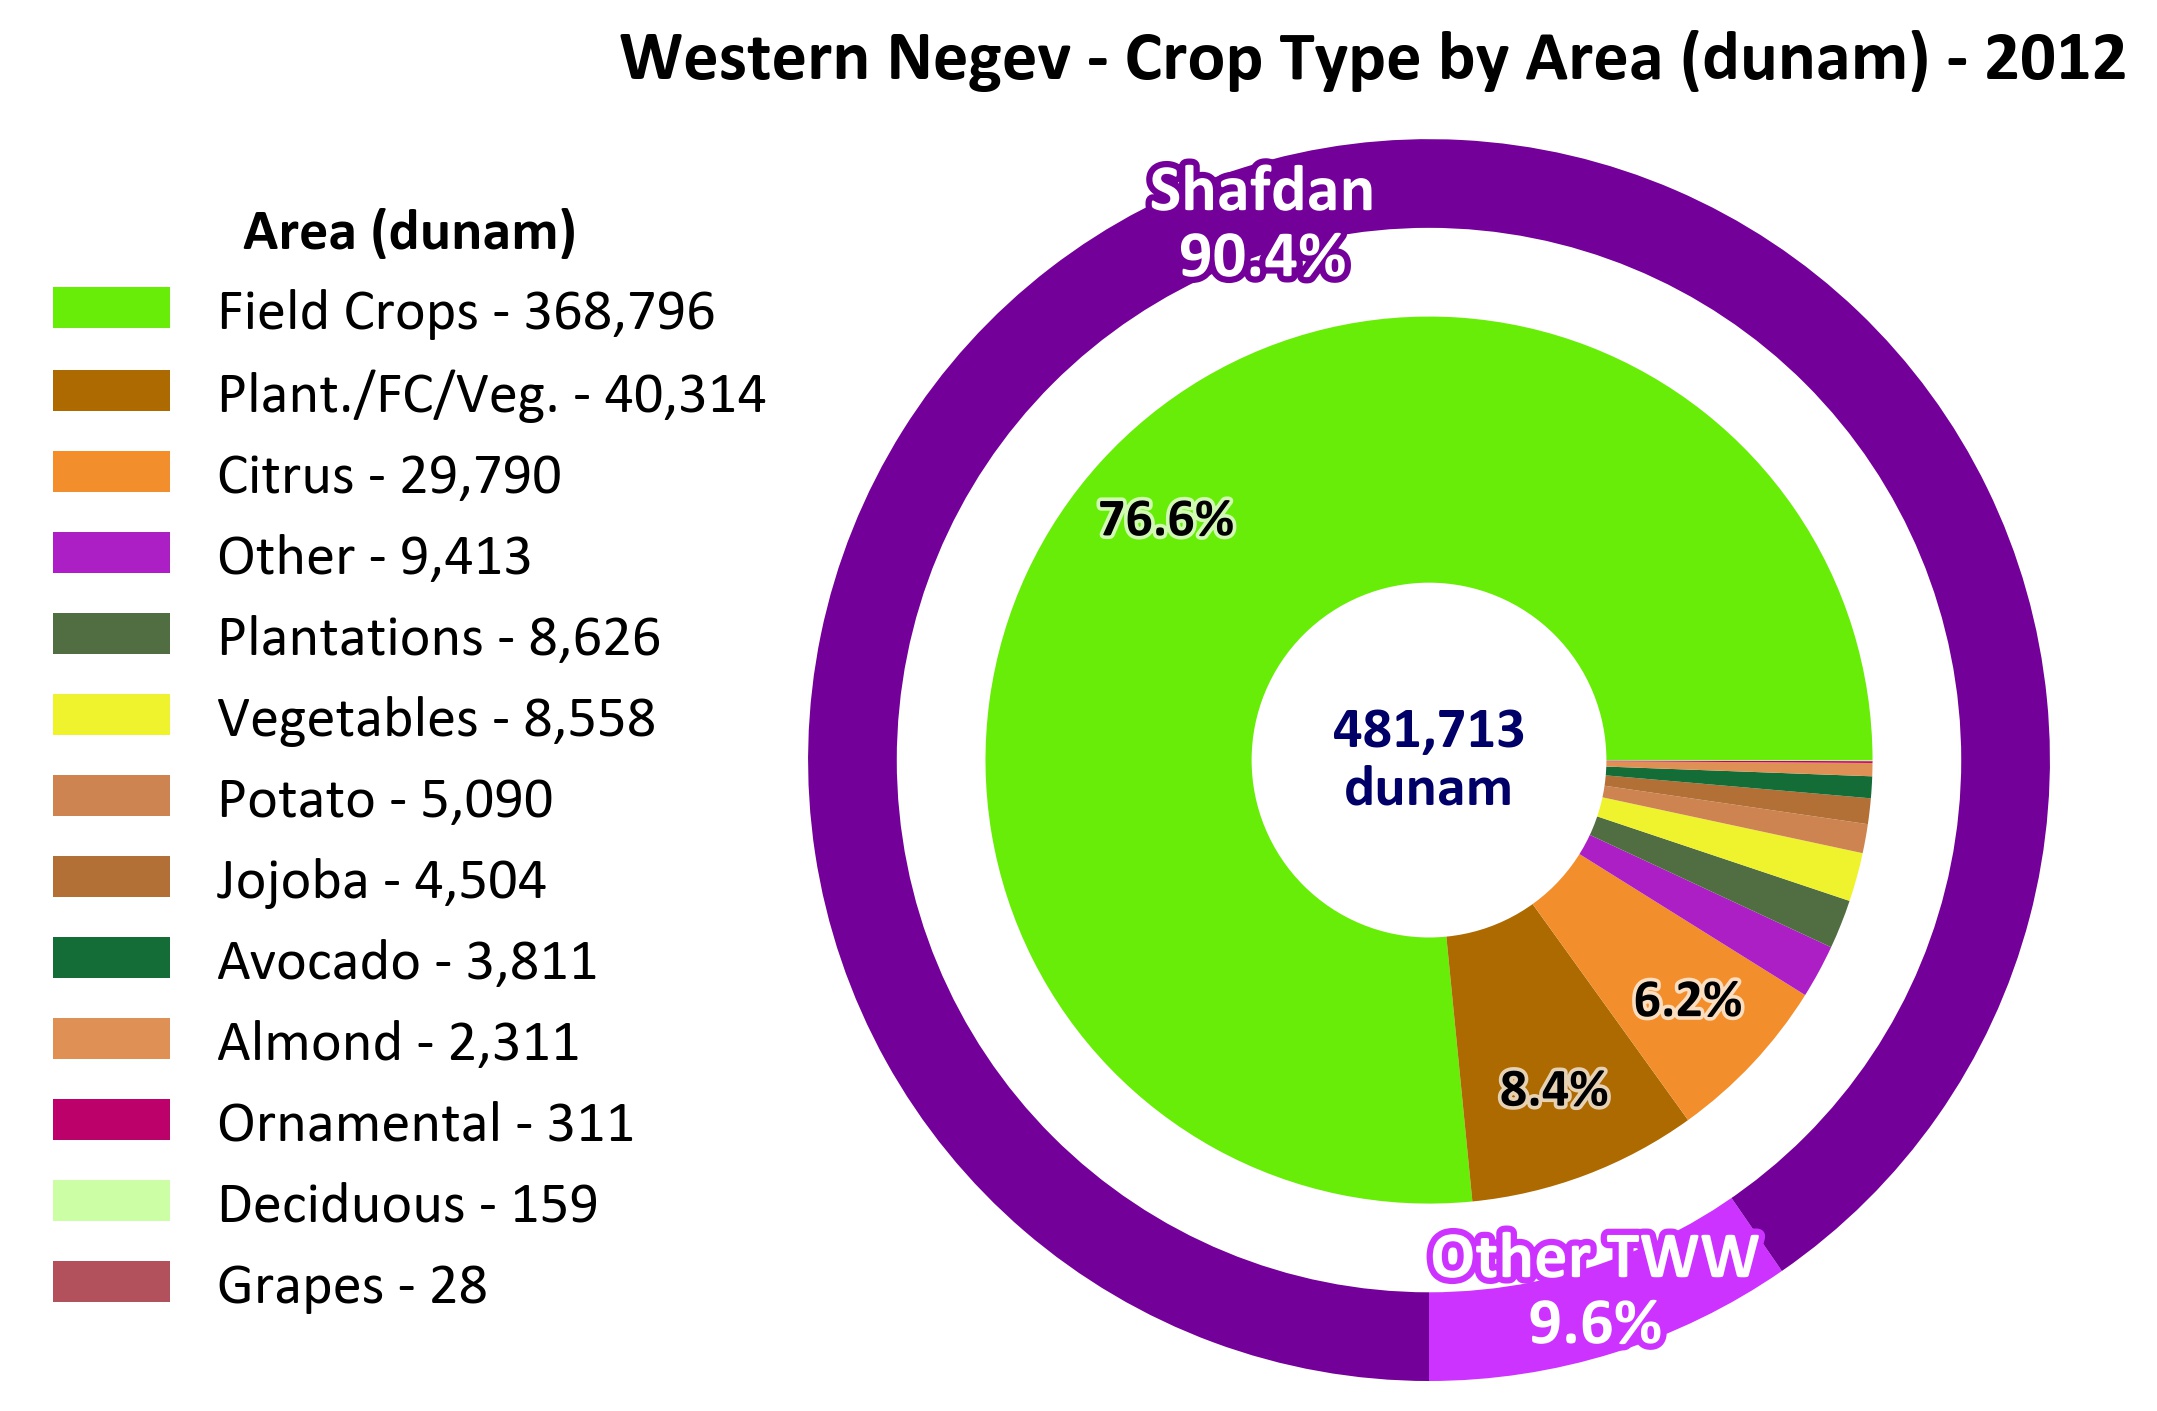 Western Negev - Crop Type by Area (dunam) - 2012
Area (dunam)
Field Crops - 368,796
Plant./FC/Veg. - 40,314
Citrus - 29,790
Other - 9,413
Plantations - 8,626
Vegetables - 8,558
Potato - 5,090
Jojoba - 4,504
Avocado - 3,811
Almond - 2,311
Ornamental - 311
Deciduous - 159
Grapes - 28
Shafdan
90.4%
76.6%
481,713
dunam
6.2%
8.4%
Other TWW
9.6%